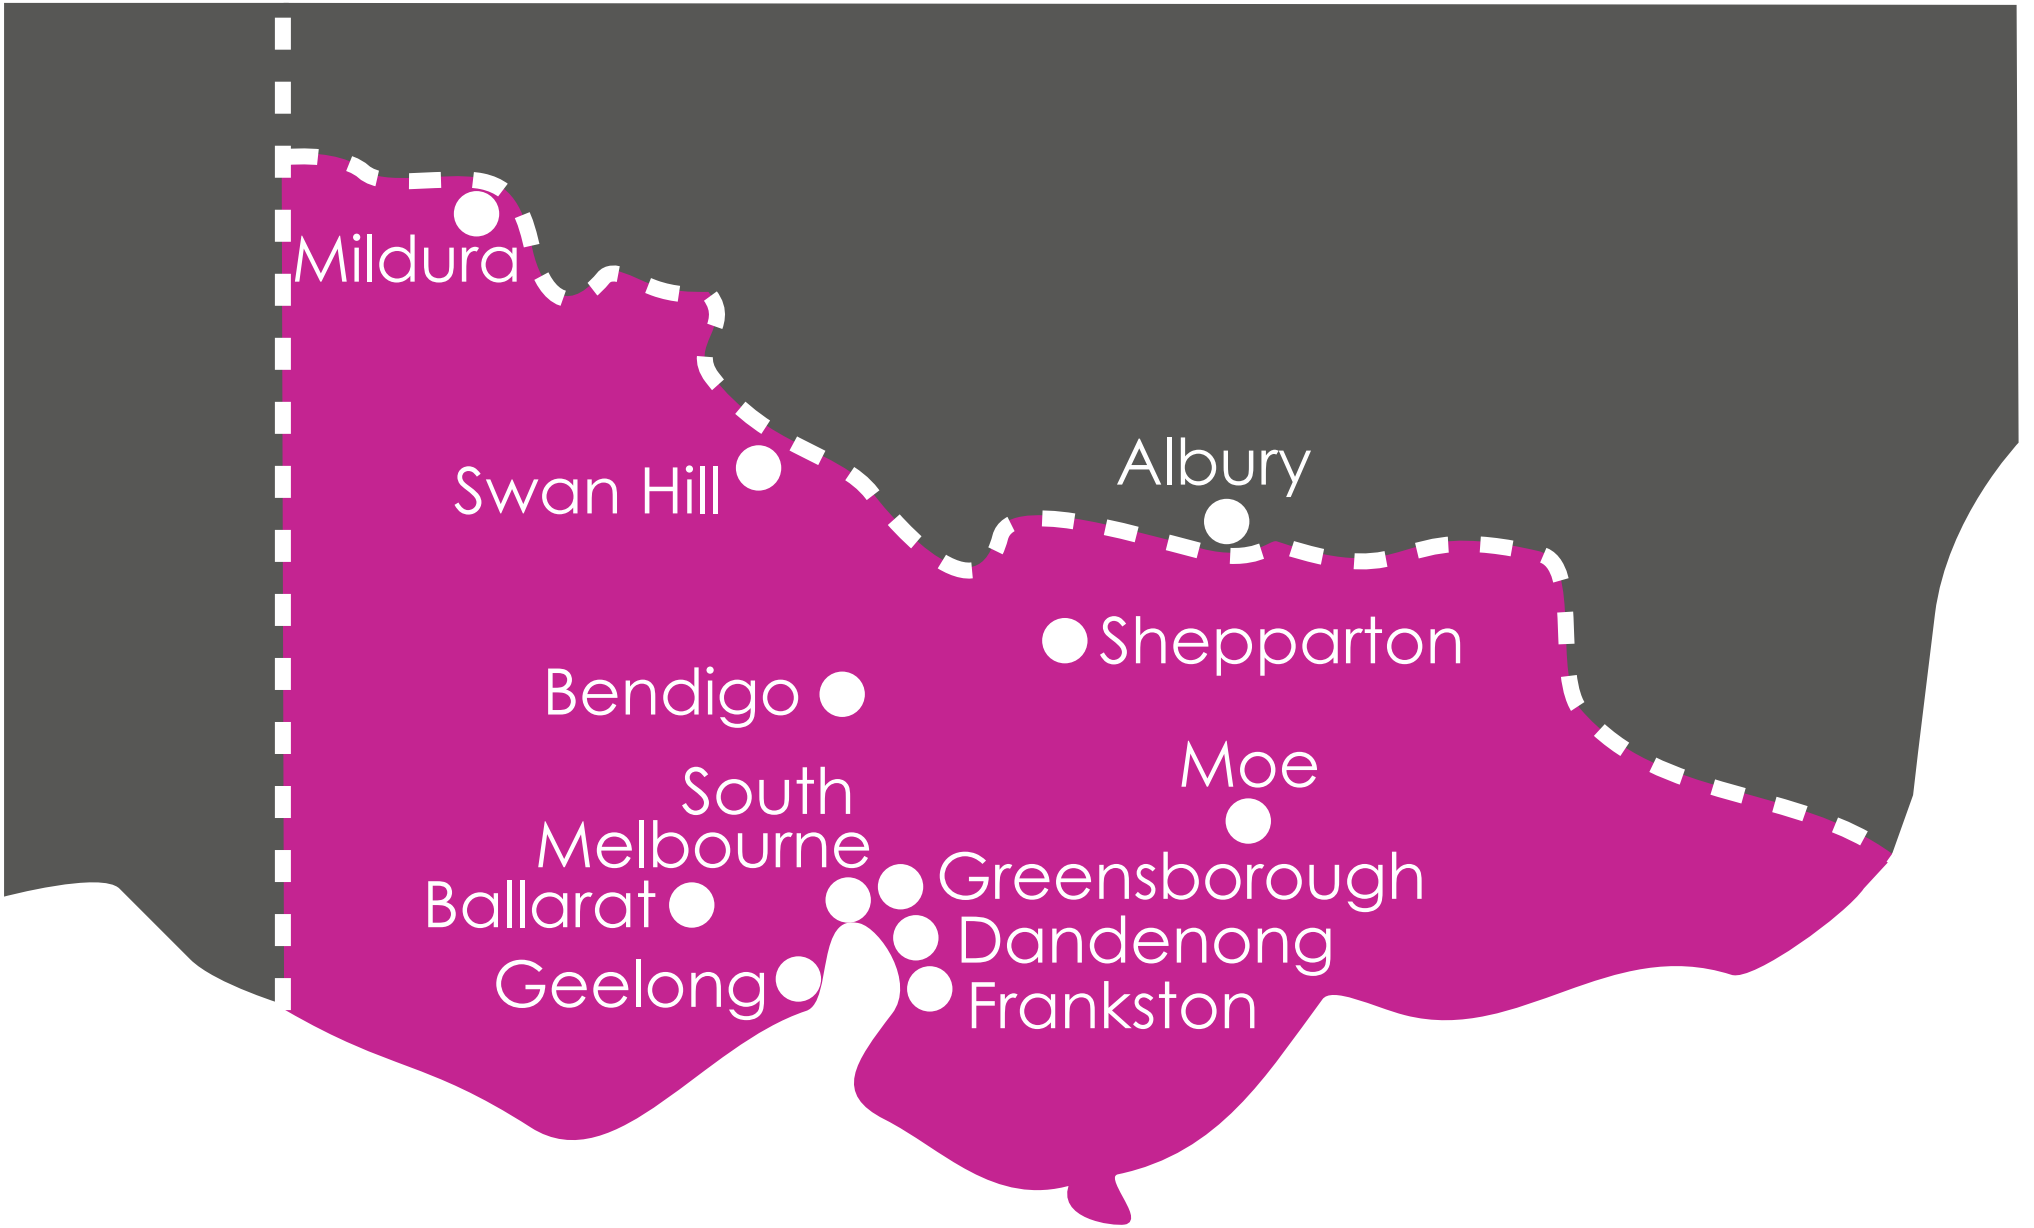 Mildura
Albury
Swan Hill
Shepparton
Bendigo
Moe
South
Melbourne
Greensborough
Ballarat
Dandenong
Geelong
Frankston